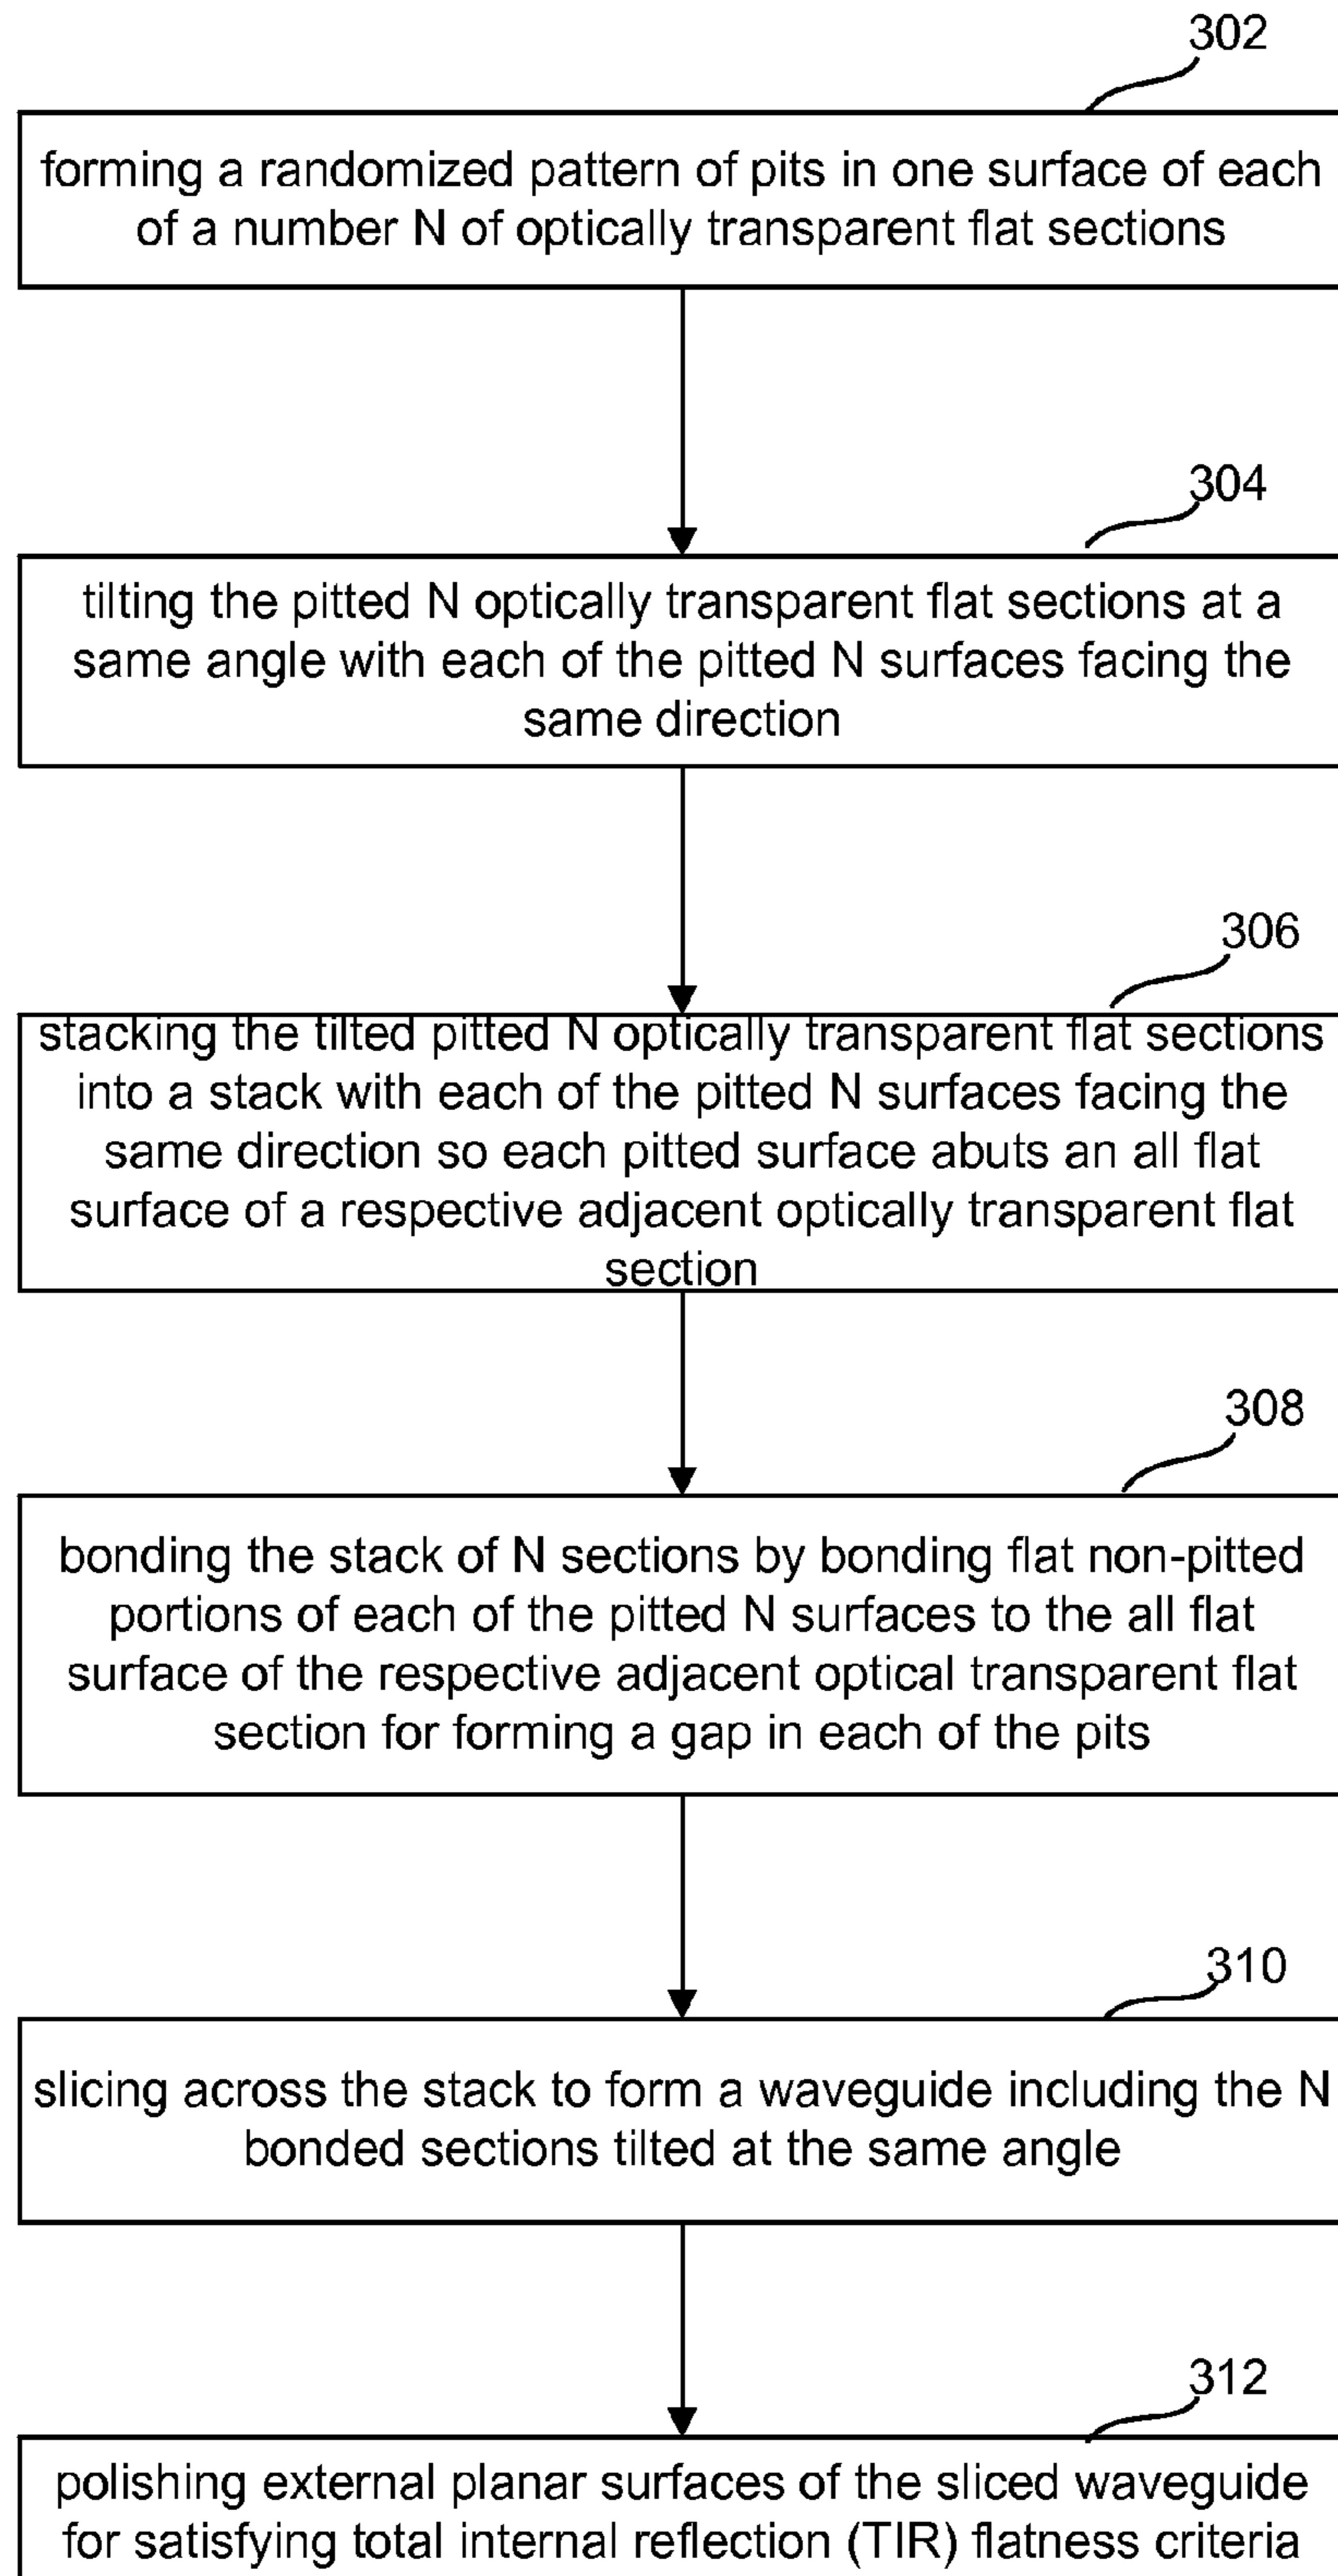 302
forming a randomized pattern of pits in one surface of each
of a number N of optically transparent flat sections
304
tilting the pitted N optically transparent flat sections at a
same angle with each of the pitted N surfaces facing the
same direction
306
stacking the tilted pitted N optically transparent flat sections
into a stack with each of the pitted N surfaces facing the
same direction so each pitted surface abuts an all flat
surface of a respective adjacent optically transparent flat
section
308
bonding the stack of N sections by bonding flat non-pitted
portions of each of the pitted N surfaces to the all flat
surface of the respective adjacent optical transparent flat
section for forming a gap in each of the pits
310
slicing across the stack to form a waveguide including the N
bonded sections tilted at the same angle
312
polishing external planar surfaces of the sliced waveguide
for satisfying total internal reflection (TIR) flatness criteria